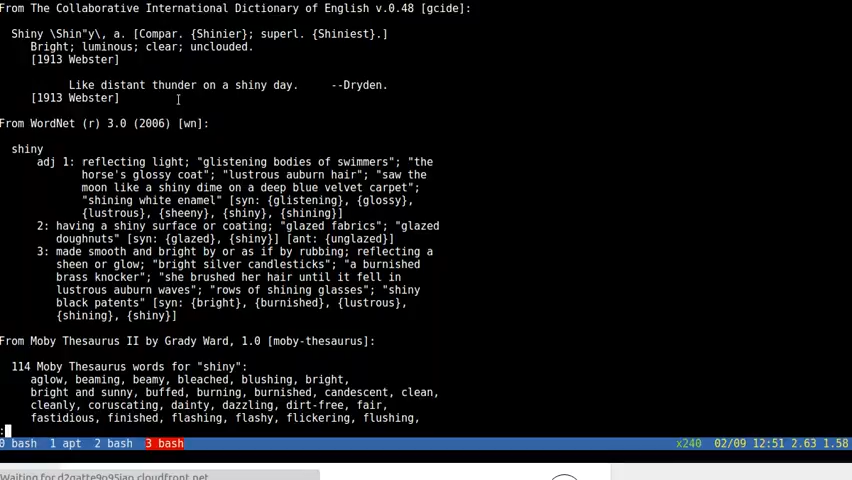 From The Collaborative International Dictionary of English v.0.48 [gcide]:
Shiny \Shin"y\, a. [Compar. {Shinier}; superl. {Shiniest}.]
Bright; luminous; clear; unclouded.
[1913 Webster]
Like distant thunder on a shiny day. --Dryden.
[1913 Webster]
From WordNet (r) 3.0 (2006) [wn]:
shiny
adj 1: reflecting light; "glistening bodies of swimmers"; "the
horse's glossy coat"; "lustrous auburn hair"; "saw the
moon like a shiny dime on a deep blue velvet carpet";
"shining white enamel" [syn: {glistening}, {glossy},
{lustrous}, {sheeny}, {shiny}, {shining}]
2: having a shiny surface or coating; "glazed fabrics"; "glazed
doughnuts" [syn: {glazed}, {shiny}] [ant: {unglazed}]
3: made smooth and bright by or as if by rubbing; reflecting a
sheen or glow; "bright silver candlesticks"; "a burnished
brass knocker"; "she brushed her hair until it fell in
lustrous auburn waves"; "rows of shining glasses"; "shiny
black patents" [syn: {bright}, {burnished}, {lustrous},
{shining}, {shiny}]
From Moby Thesaurus II by Grady Ward, 1.0 [moby-thesaurus]:
114 Moby Thesaurus words for "shiny":
aglow, beaming, beamy, bleached, blushing, bright,
bright and sunny, buffed, burning, burnished, candescent, clean,
cleanly, coruscating, dainty, dazzling, dirt-free, fair,
fastidious, finished, flashing, flashy, flickering, flushing,
:
0 bash 1 apt 2 bash 3 bash x240 02/09 12:51 2.63 1.58
Waiting for